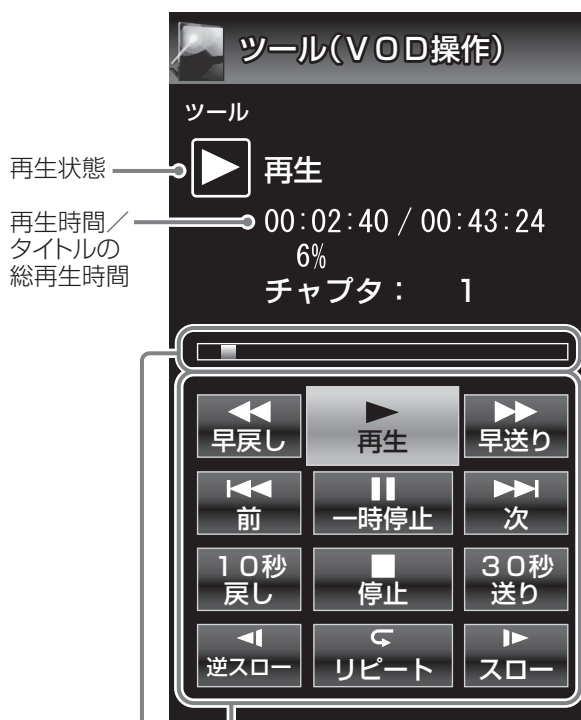 ツール(VOD操作)
ツール
再生状態
再生
再生時間/
タイトルの
総再生時間
00:02:40 / 00:43:24
6%
チャプタ: 1
早戻し
再生
早送り
前
一時停止
次
10秒
戻し
停止
30秒
送り
逆スロー
リピート
スロー